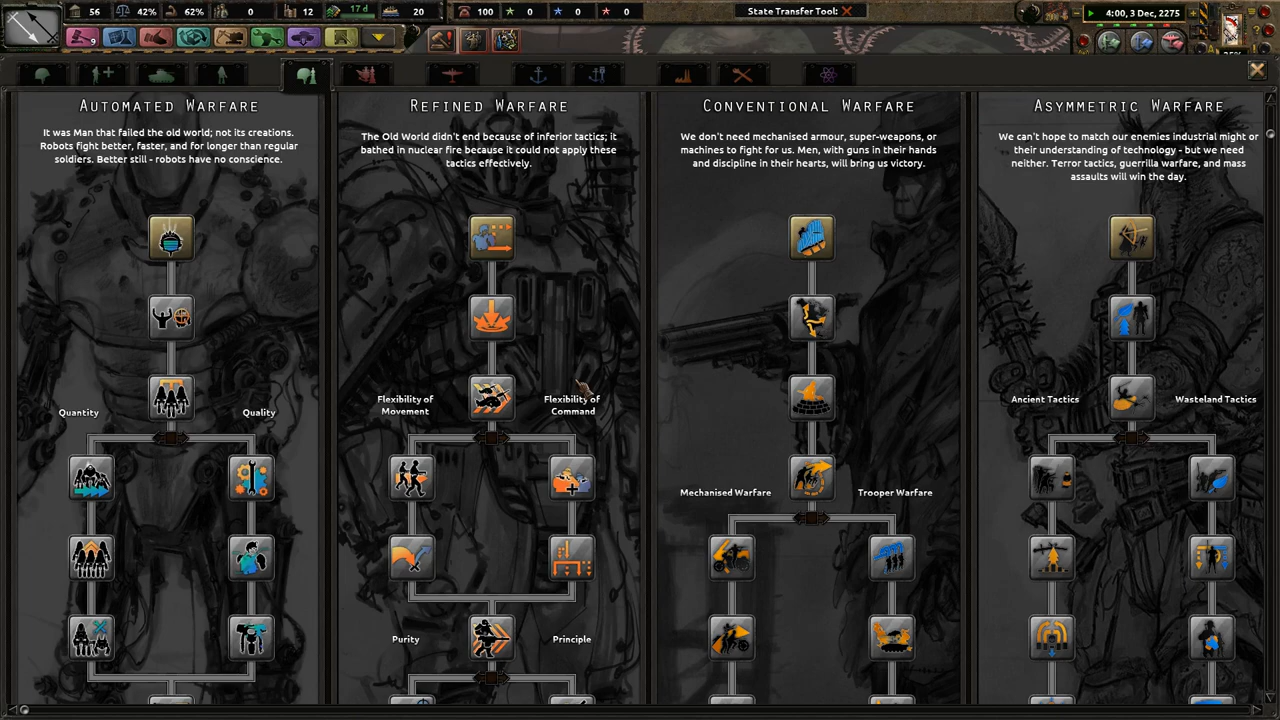 56 42% 62% 0 12 17 d 20 100 0 0 0 State Transfer Tool: 4:00, 3 Dec, 2275
9
AUTOMATED WARFARE
It was Man that failed the old world; not its creations.
Robots fight better, faster, and for longer than regular
soldiers. Better still - robots have no conscience.
Quantity Quality
REFINED WARFARE
The Old World didn't end because of inferior tactics; it
bathed in nuclear fire because it could not apply these
tactics effectively.
Flexibility of
Movement
Flexibility of
Command
Purity Principle
CONVENTIONAL WARFARE
We don't need mechanised armour, super-weapons, or
machines to fight for us. Men, with guns in their hands
and discipline in their hearts, will bring us victory.
Mechanised Warfare Trooper Warfare
ASYMMETRIC WARFARE
We can't hope to match our enemies industrial might or
their understanding of technology - but we need
neither. Terror tactics, guerrilla warfare, and mass
assaults will win the day.
Ancient Tactics Wasteland Tactics